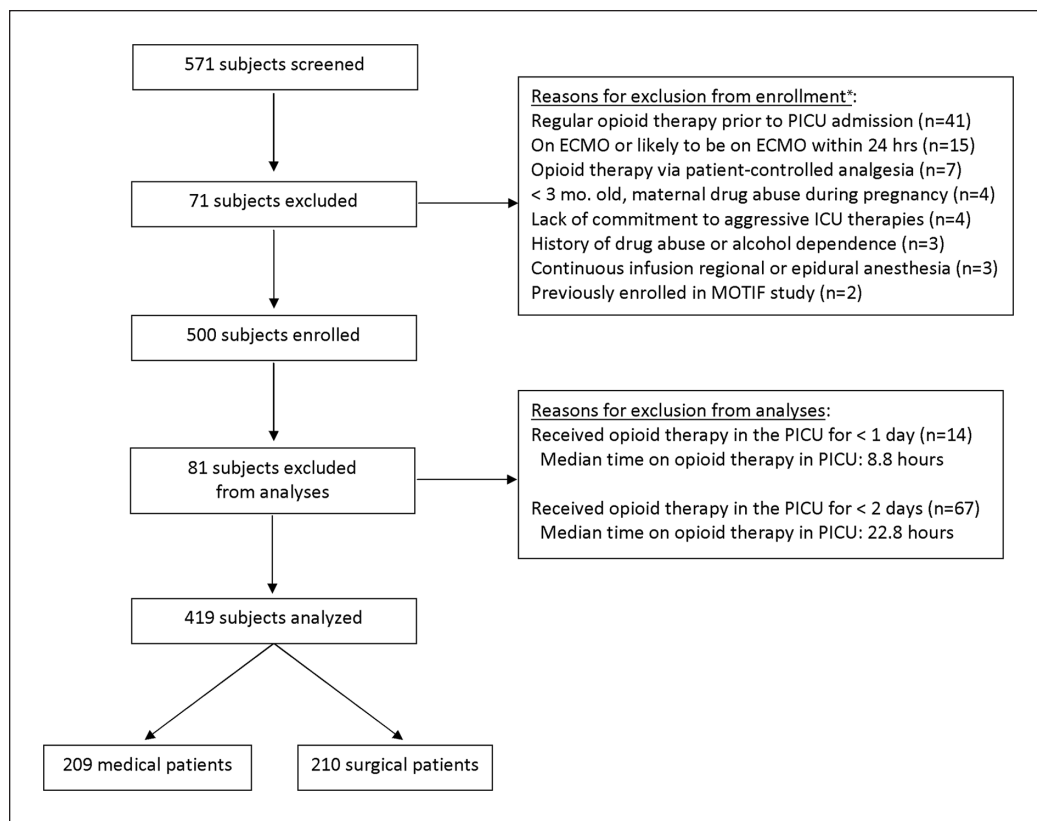 571 subjects screened
Reasons for exclusion from enrollment*:
Regular opioid therapy prior to PICU admission (n=41)
On ECMO or likely to be on ECMO within 24 hrs (n=15)
Opioid therapy via patient-controlled analgesia (n=7)
< 3 mo. old, maternal drug abuse during pregnancy (n=4)
Lack of commitment to aggressive ICU therapies (n=4)
History of drug abuse or alcohol dependence (n=3)
Continuous infusion regional or epidural anesthesia (n=3)
Previously enrolled in MOTIF study (n=2)
71 subjects excluded
500 subjects enrolled
Reasons for exclusion from analyses:
Received opioid therapy in the PICU for < 1 day (n=14)
Median time on opioid therapy in PICU: 8.8 hours
Received opioid therapy in the PICU for < 2 days (n=67)
Median time on opioid therapy in PICU: 22.8 hours
81 subjects excluded
from analyses
419 subjects analyzed
209 medical patients
210 surgical patients